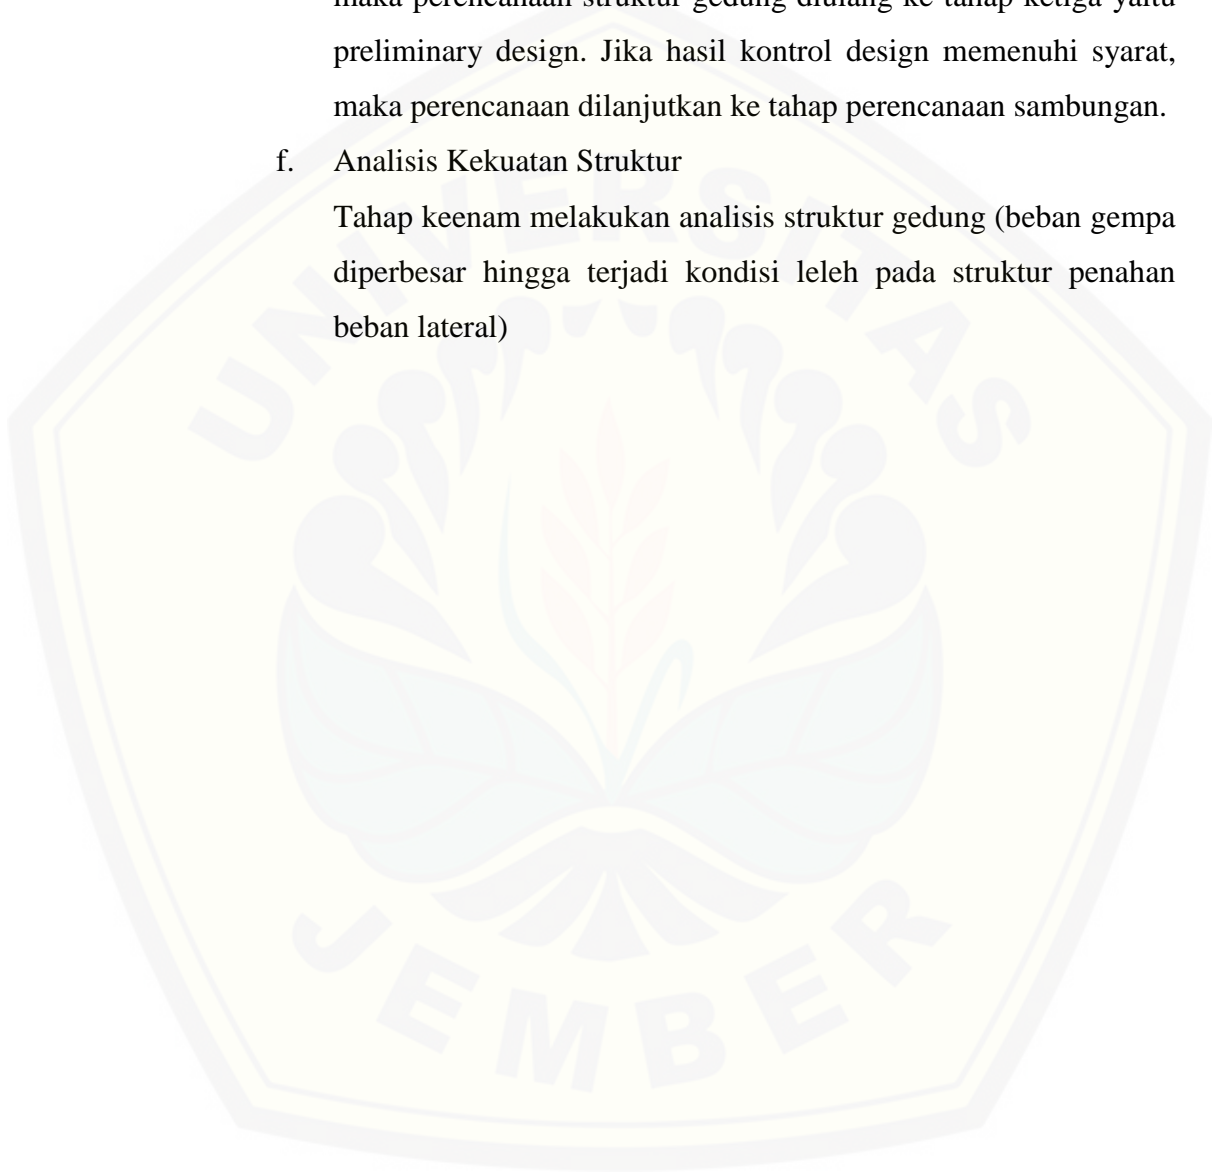 maka perencanaan struktur gedung diulang ke tahap ketiga yaitu
preliminary design. Jika hasil kontrol design memenuhi syarat,
maka perencanaan dilanjutkan ke tahap perencanaan sambungan.
f. Analisis Kekuatan Struktur
Tahap keenam melakukan analisis struktur gedung (beban gempa
diperbesar hingga terjadi kondisi leleh pada struktur penahan
beban lateral)
UNIVERSITAS
JEMBER